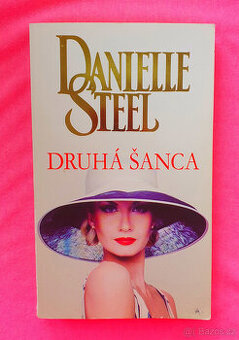 DANIELLE
STEEL
DRUHÁ ŠANCA